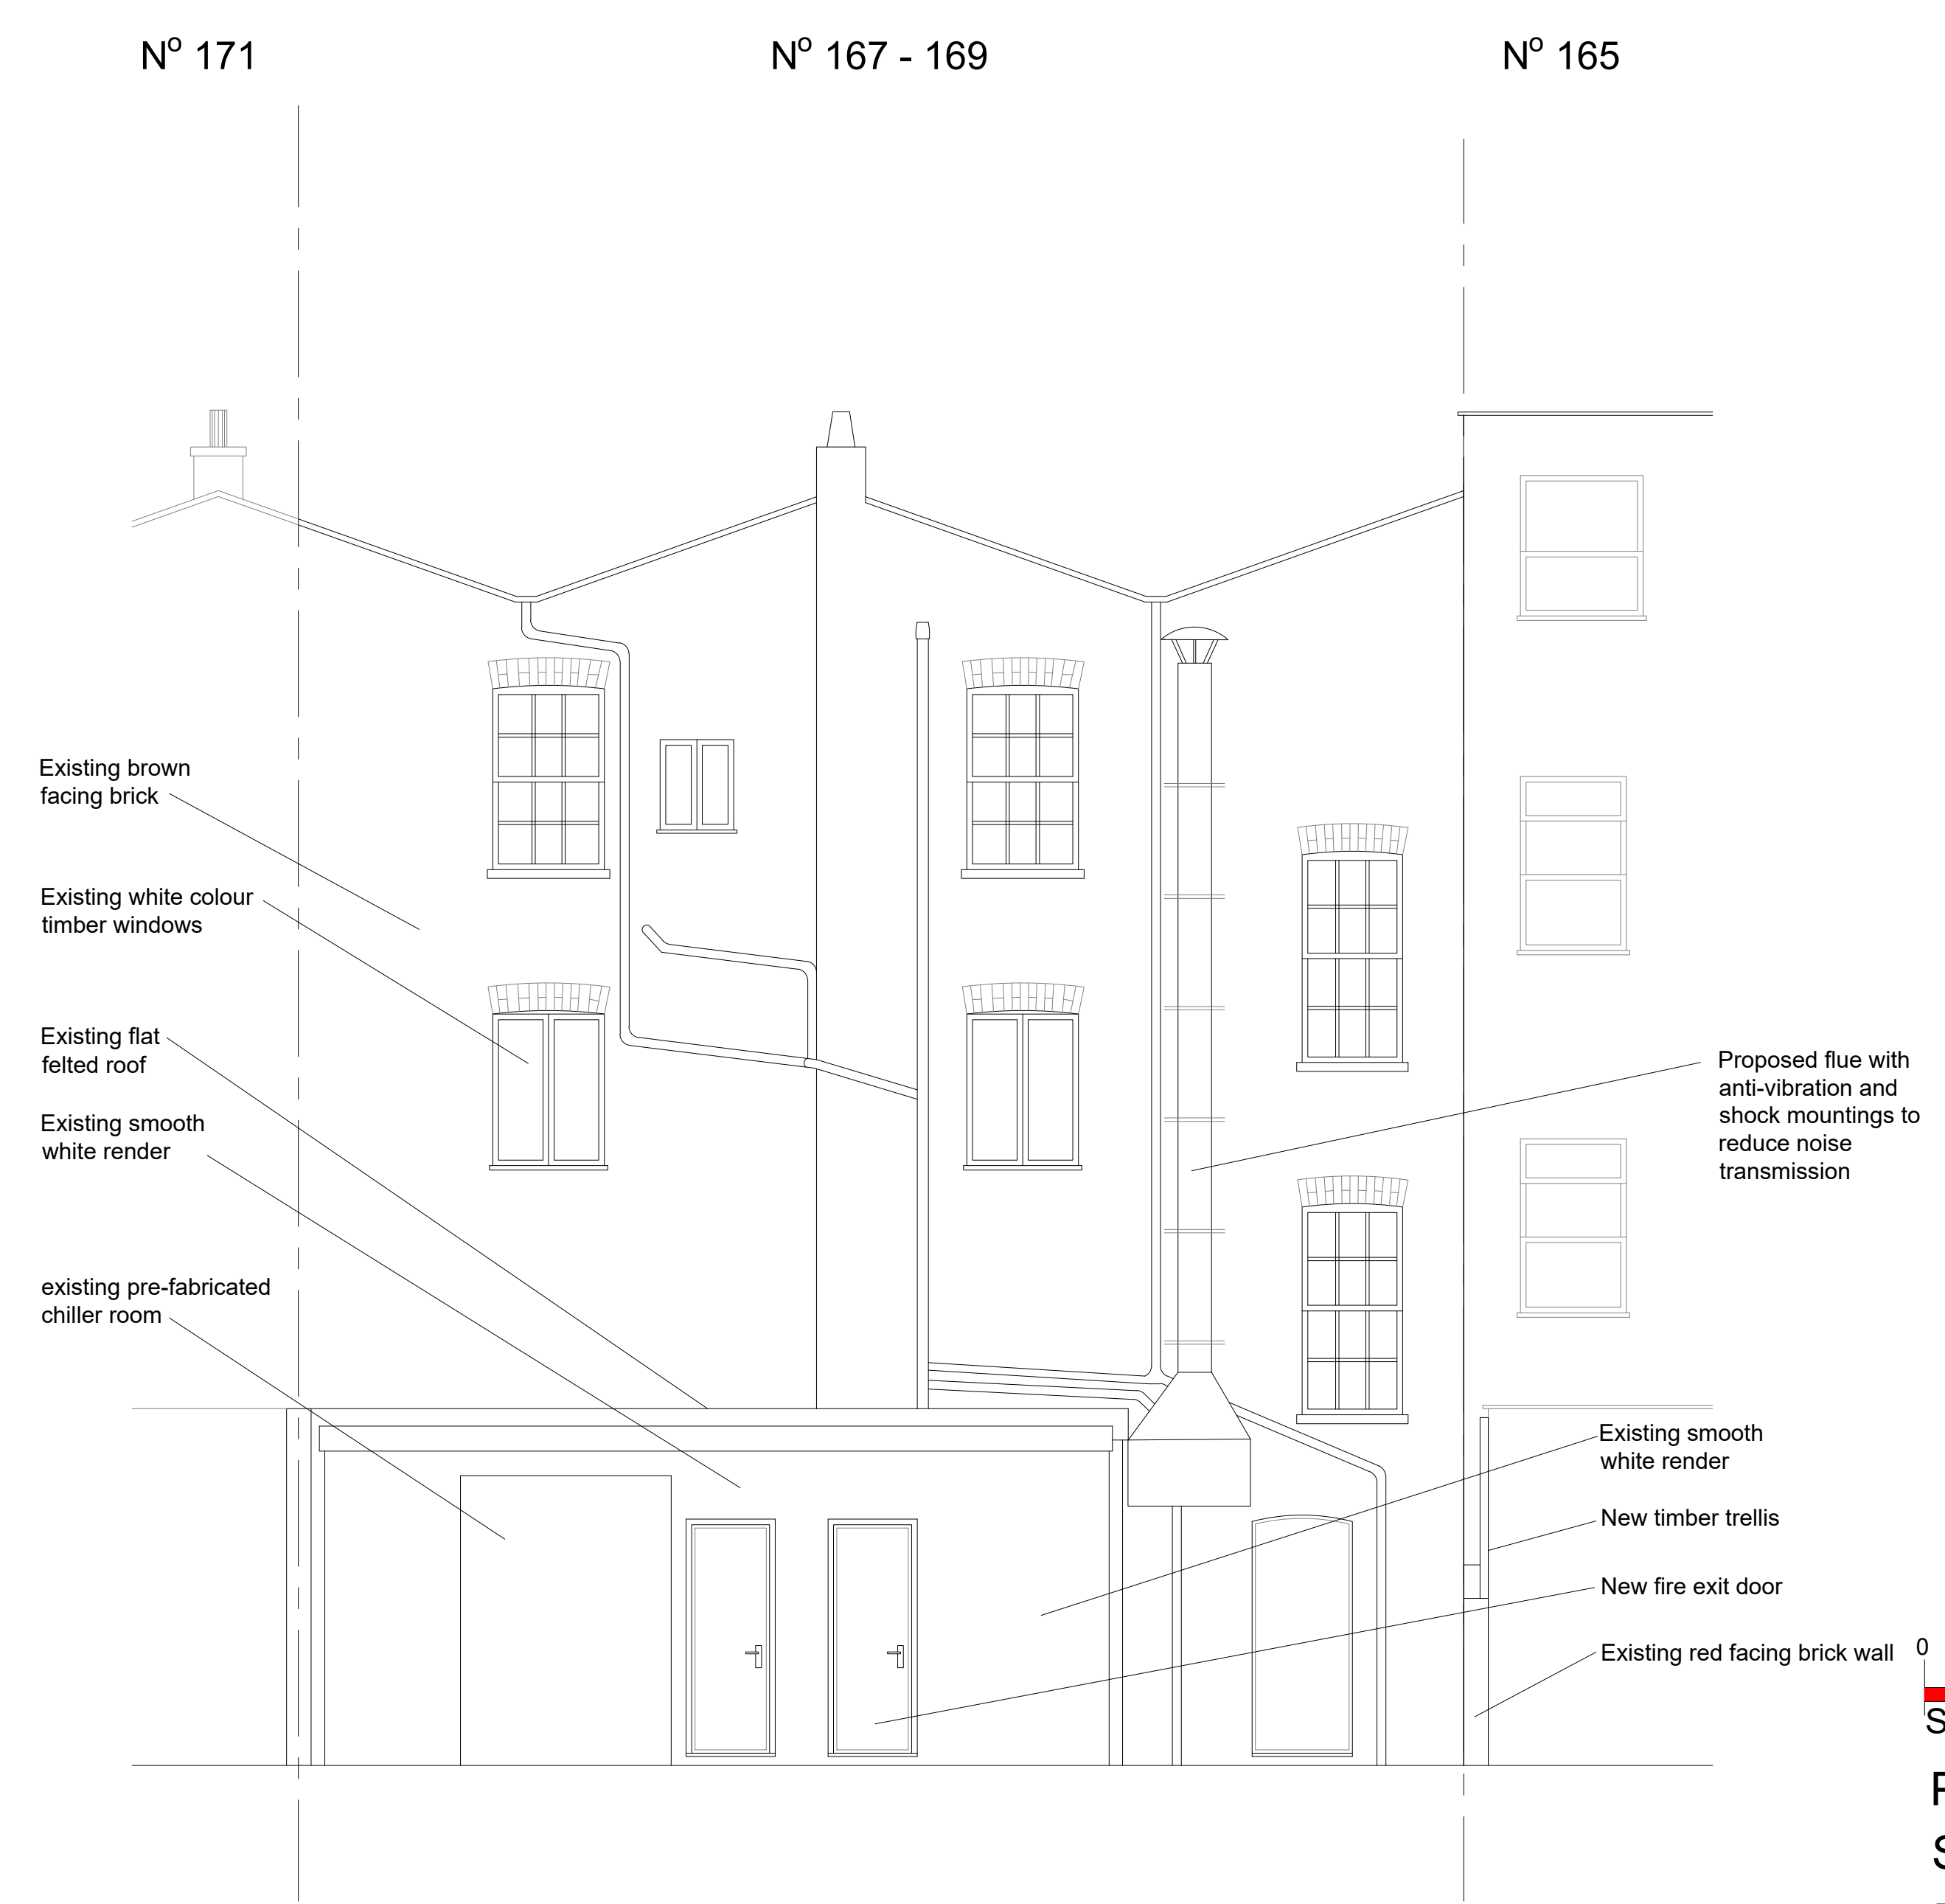 Nº 171
Nº 167 - 169
Nº 165
Existing brown
facing brick
Existing white colour
timber windows
Existing flat
felted roof
Existing smooth
white render
existing pre-fabricated
chiller room
Proposed flue with
anti-vibration and
shock mountings to
reduce noise
transmission
Existing smooth
white render
New timber trellis
New fire exit door
Existing red facing brick wall
0